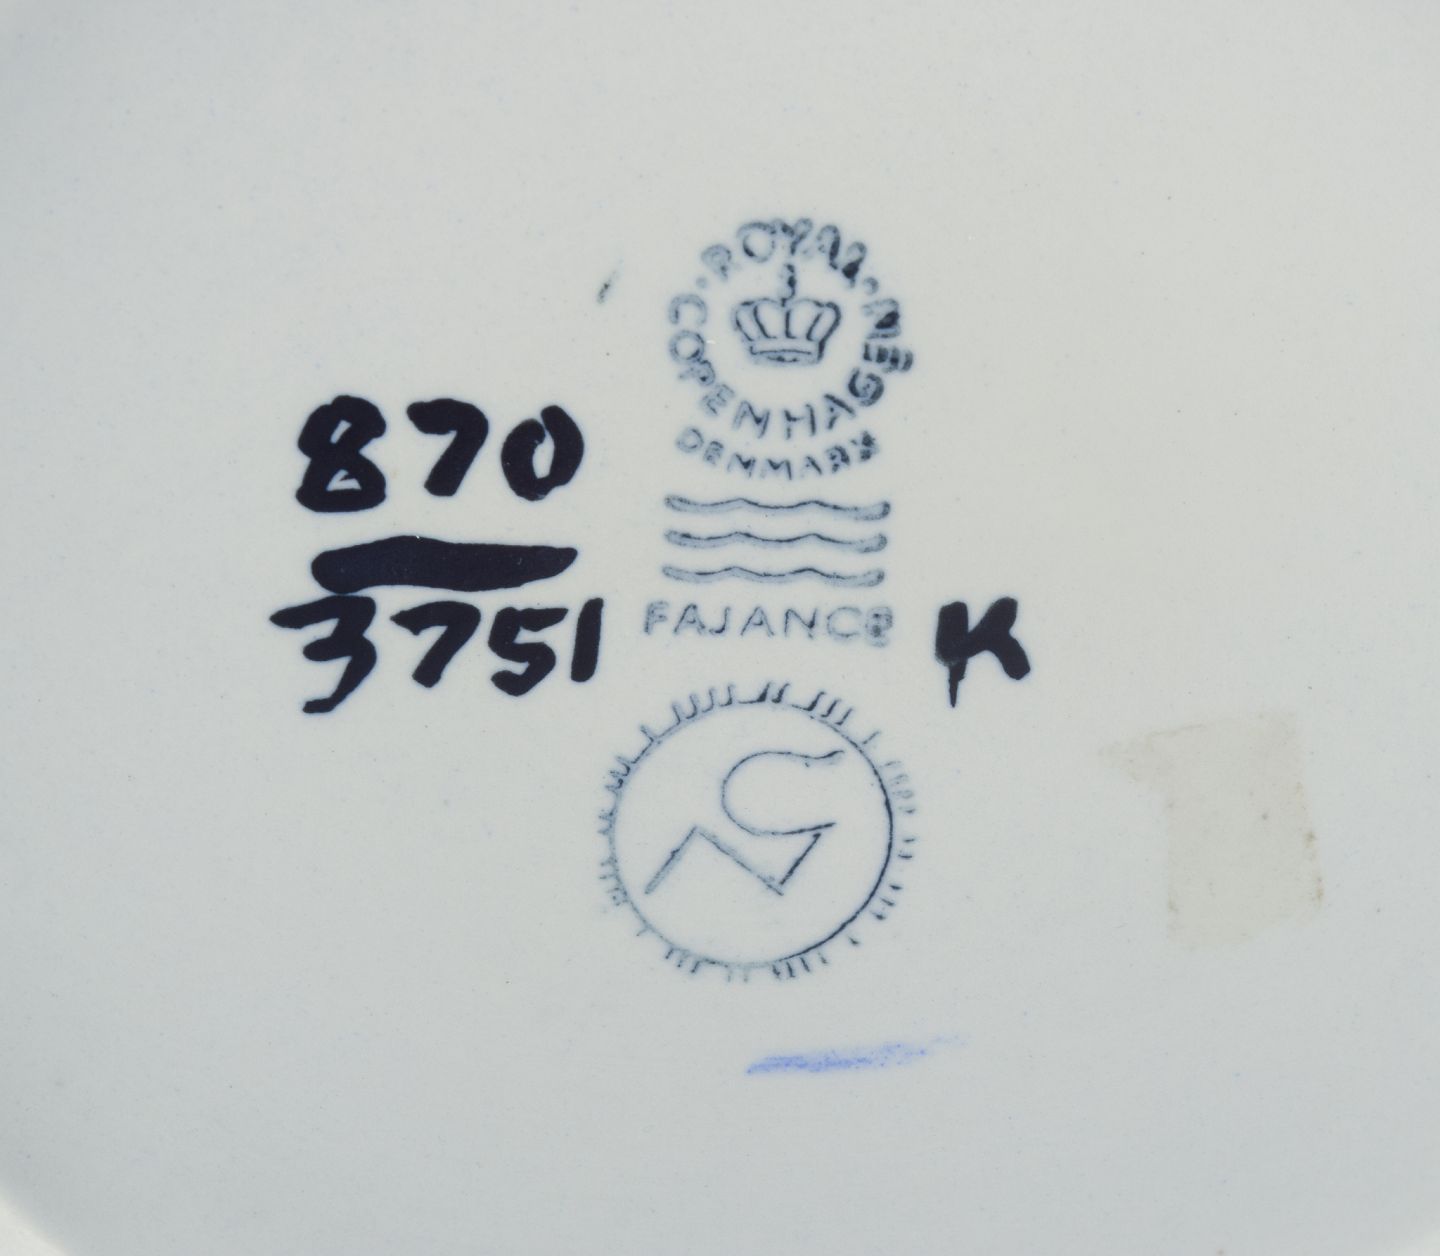 ROYAL
COPENHAGEN
DENMARK
870
3751
FAJANCE
K